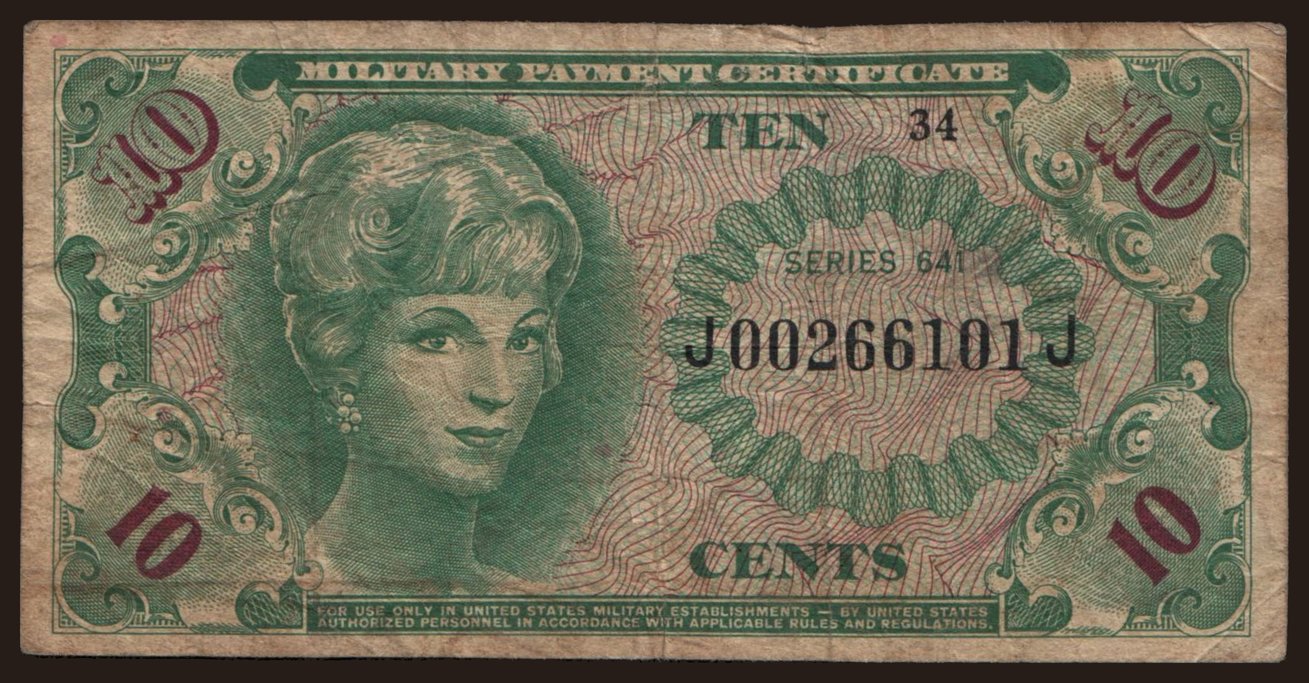 MILITARY PAYMENT CERTIFICATE
10
TEN 34
10
SERIES 641
J00266101J
10
CENTS
10
FOR USE ONLY IN UNITED STATES MILITARY ESTABLISHMENTS — BY UNITED STATES
AUTHORIZED PERSONNEL IN ACCORDANCE WITH APPLICABLE RULES AND REGULATIONS.